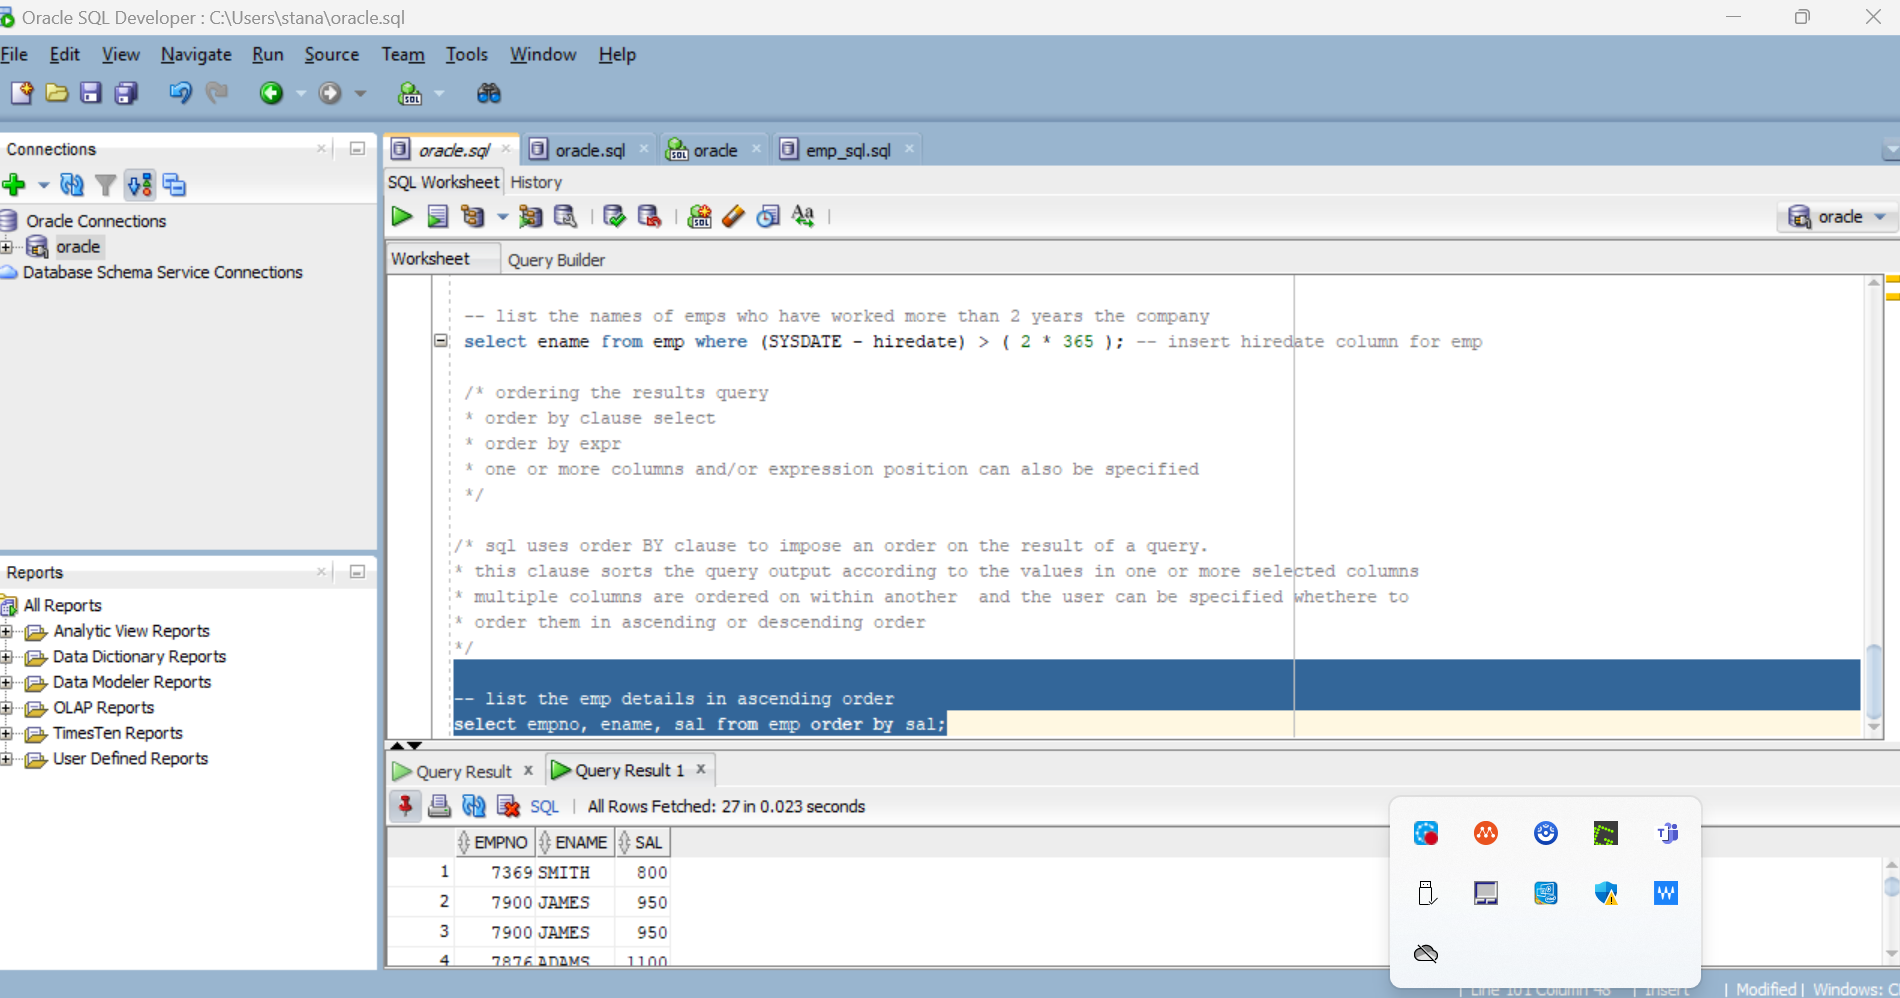 Oracle SQL Developer : C:\Users\stana\oracle.sql
File Edit View Navigate Run Source Team Tools Window Help
Connections
Oracle Connections
oracle
Database Schema Service Connections
Reports
All Reports
Analytic View Reports
Data Dictionary Reports
Data Modeler Reports
OLAP Reports
TimesTen Reports
User Defined Reports
oracle.sql oracle.sql oracle emp_sql.sql
SQL Worksheet History
oracle
Worksheet Query Builder
-- list the names of emps who have worked more than 2 years the company
select ename from emp where (SYSDATE - hiredate) > ( 2 * 365 ); -- insert hiredate column for emp
/* ordering the results query
* order by clause select
* order by expr
* one or more columns and/or expression position can also be specified
*/
/* sql uses order BY clause to impose an order on the result of a query.
* this clause sorts the query output according to the values in one or more selected columns
* multiple columns are ordered on within another  and the user can be specified whethere to
* order them in ascending or descending order
*/
-- list the emp details in ascending order
select empno, ename, sal from emp order by sal;
Query Result Query Result 1
SQL All Rows Fetched: 27 in 0.023 seconds
EMPNO ENAME SAL
1 7369 SMITH 800
2 7900 JAMES 950
3 7900 JAMES 950
4 7876 ADAMS 1100
Line 101 Column 48 | Insert | Modified | Windows: C